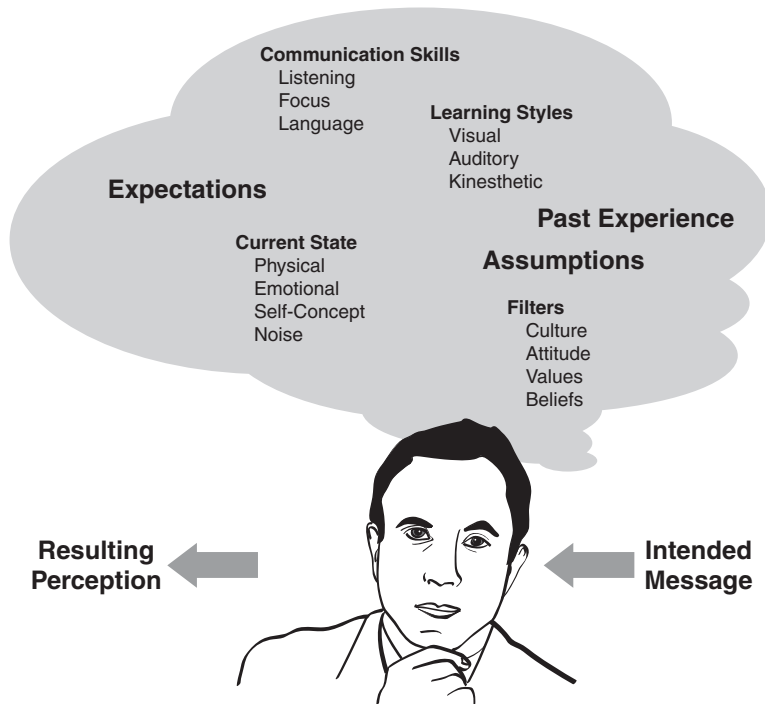 Communication Skills
Listening
Focus
Language
Learning Styles
Visual
Auditory
Kinesthetic
Expectations
Past Experience
Current State
Physical
Emotional
Self-Concept
Noise
Assumptions
Filters
Culture
Attitude
Values
Beliefs
Resulting
Perception
Intended
Message